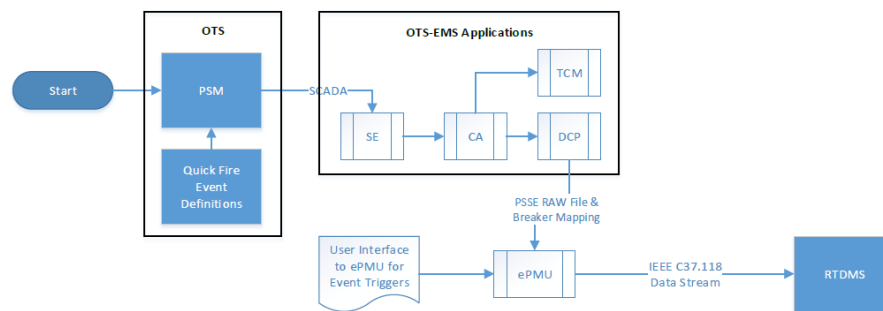 OTS
OTS-EMS Applications
Start
PSM
SCADA
TCM
SE
CA
DCP
Quick Fire
Event
Definitions
PSSE RAW File &
Breaker Mapping
User Interface
to ePMU for
Event Triggers
ePMU
IEEE C37.118
Data Stream
RTDMS